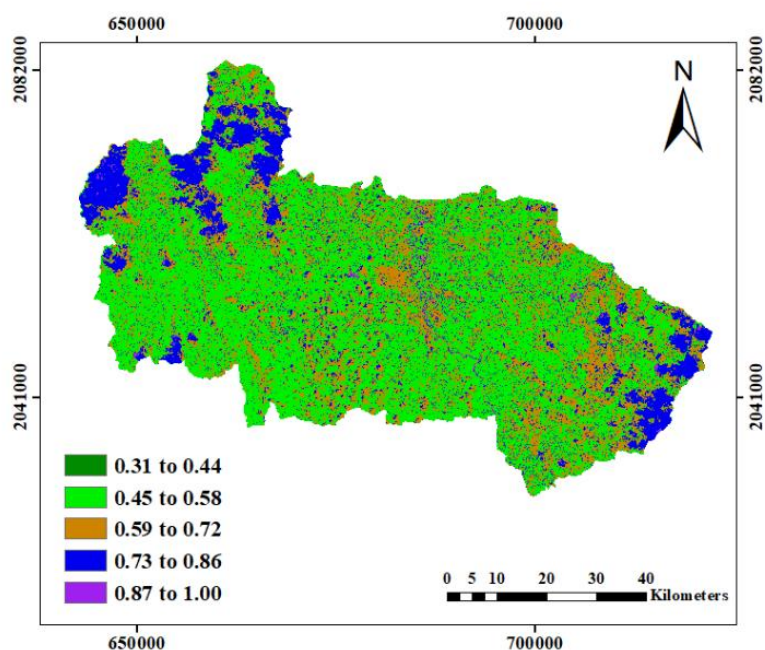 650000 700000
2082000 2082000
N
2041000 2041000
0.31 to 0.44
0.45 to 0.58
0.59 to 0.72
0.73 to 0.86
0.87 to 1.00
0 5 10 20 30 40
Kilometers
650000 700000